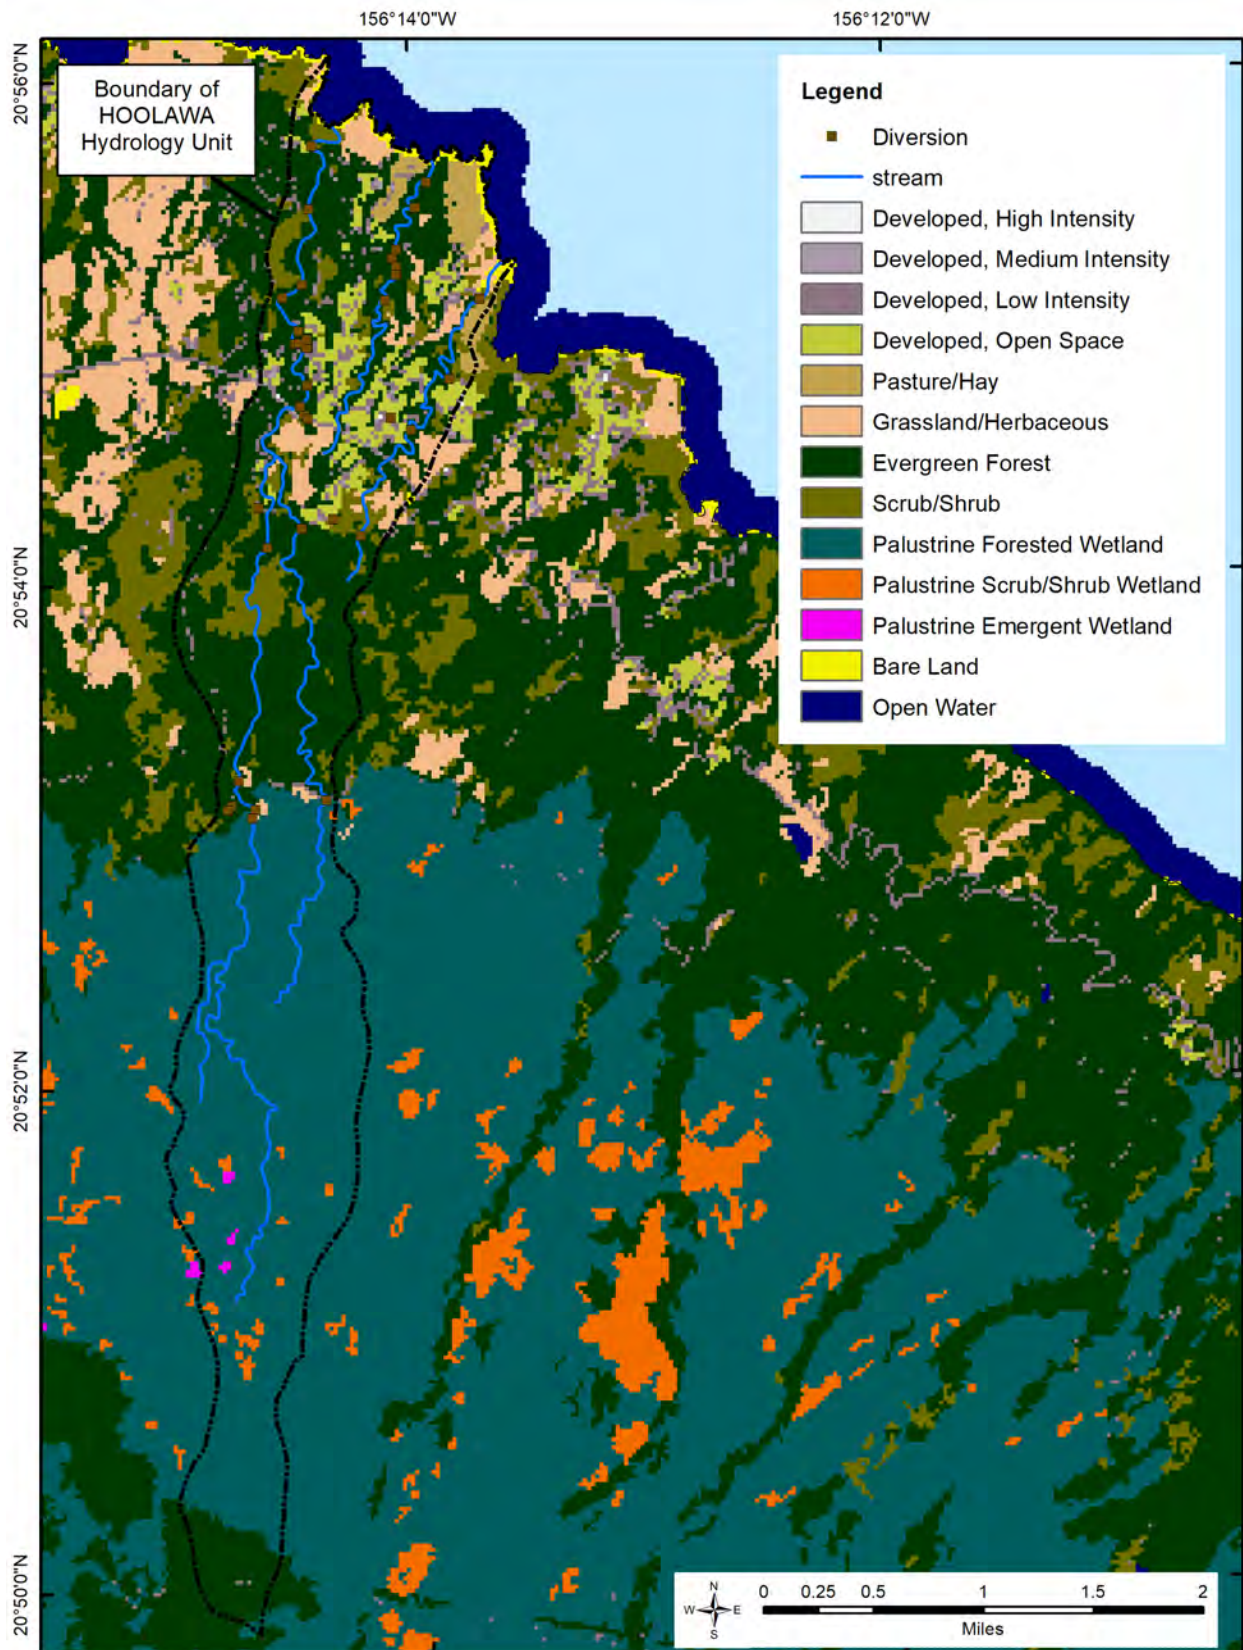 156°14'0"W
156°12'0"W
20°56'0"N
20°54'0"N
20°52'0"N
20°50'0"N
Boundary of
HOOLAWA
Hydrology Unit
Legend
Diversion
stream
Developed, High Intensity
Developed, Medium Intensity
Developed, Low Intensity
Developed, Open Space
Pasture/Hay
Grassland/Herbaceous
Evergreen Forest
Scrub/Shrub
Palustrine Forested Wetland
Palustrine Scrub/Shrub Wetland
Palustrine Emergent Wetland
Bare Land
Open Water
N
W E
S
0 0.25 0.5 1 1.5 2
Miles